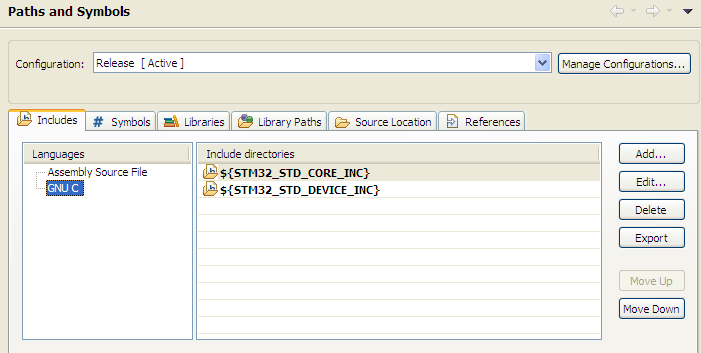 Paths and Symbols
Configuration: Release [ Active ] Manage Configurations...
Includes # Symbols Libraries Library Paths Source Location References
Languages Include directories Add...
Assembly Source File ${STM32_STD_CORE_INC} Edit...
GNU C ${STM32_STD_DEVICE_INC}
Delete
Export
Move Up
Move Down